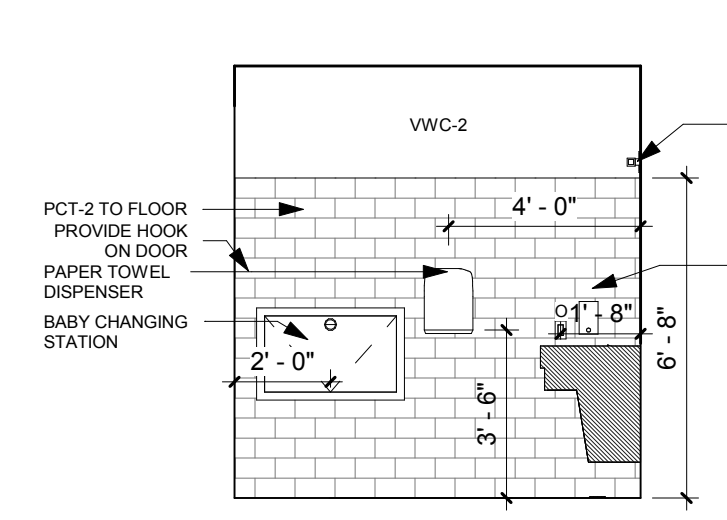 VWC-2
PCT-2 TO FLOOR
PROVIDE HOOK
ON DOOR
PAPER TOWEL
DISPENSER
BABY CHANGING
STATION
4' - 0"
1' - 8"
2' - 0"
3' - 6"
6' - 8"